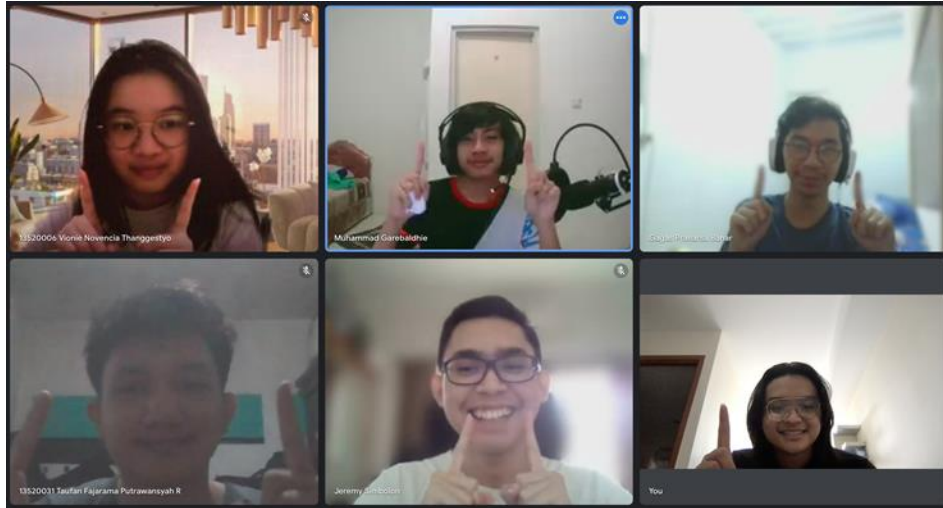 13520006 Vionie Novencia Thanggestyo
Muhammad Garebaldhie
13520031 Taufan Fajarama Putrawansyah R
Jeremy Simbolon
You